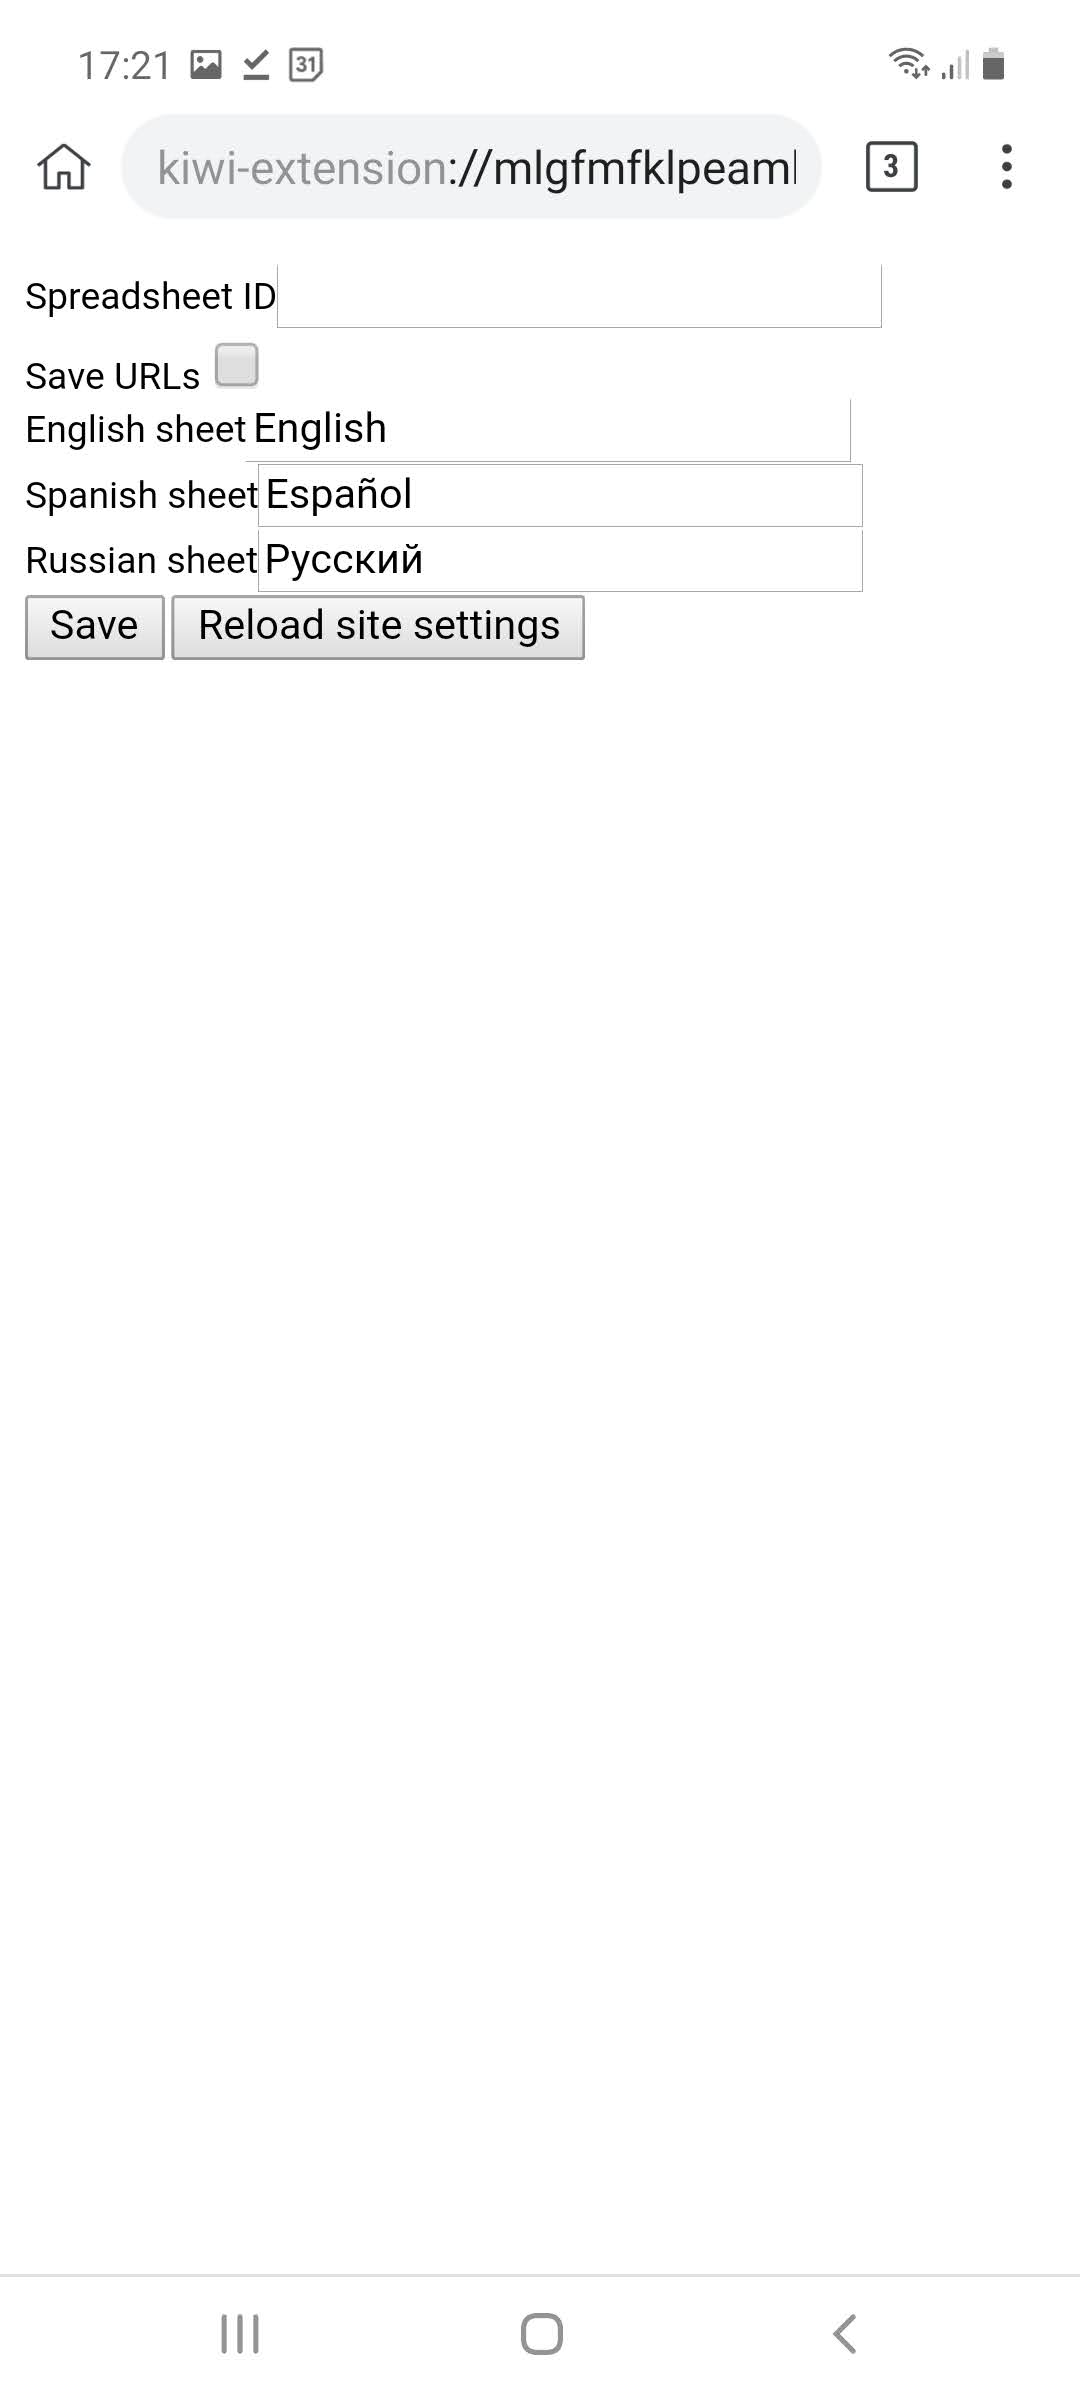 17:21 31
kiwi-extension://mlgfmfklpeam 3
Spreadsheet ID
Save URLs
English sheet English
Spanish sheet Español
Russian sheet Русский
Save Reload site settings